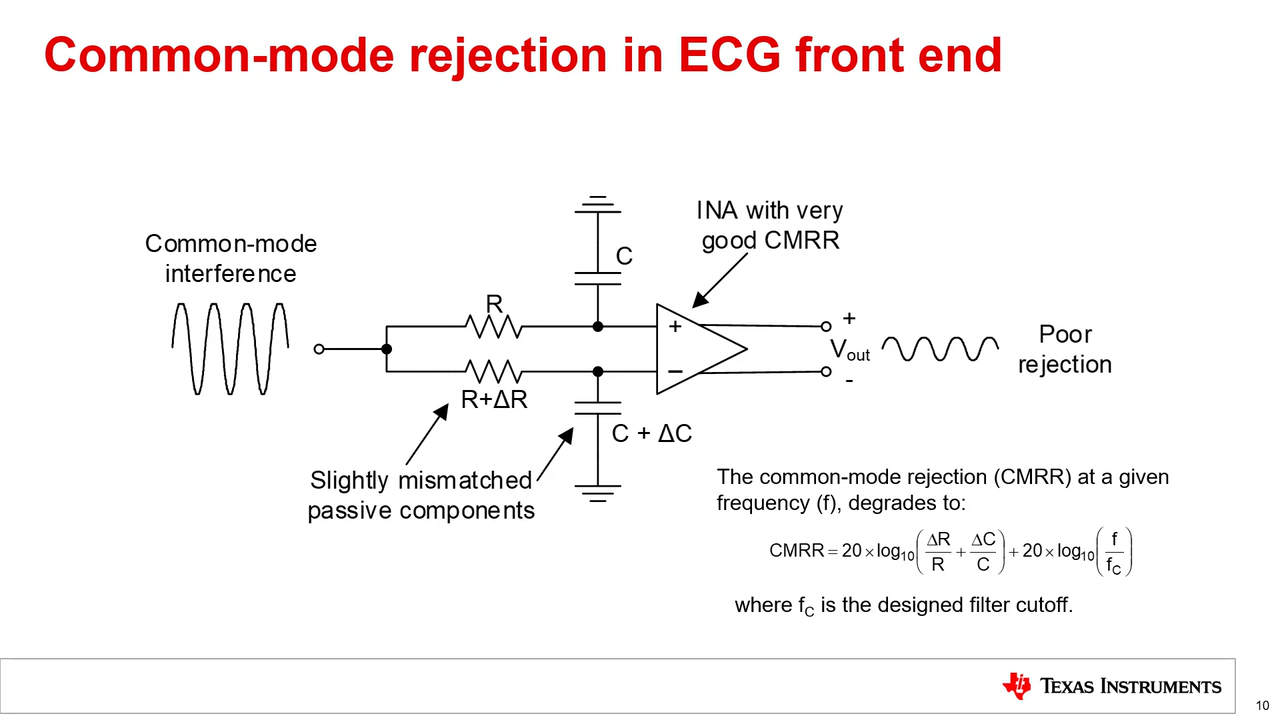 Common-mode rejection in ECG front end
Common-mode
interference
R
R+ΔR
C
C + ΔC
INA with very
good CMRR
+
−
+
Vout
-
Poor
rejection
Slightly mismatched
passive components
The common-mode rejection (CMRR) at a given
frequency (f), degrades to:
CMRR = 20 × log10 ( ΔR/R + ΔC/C ) + 20 × log10 ( f/fC )
where fC is the designed filter cutoff.
TEXAS INSTRUMENTS
10